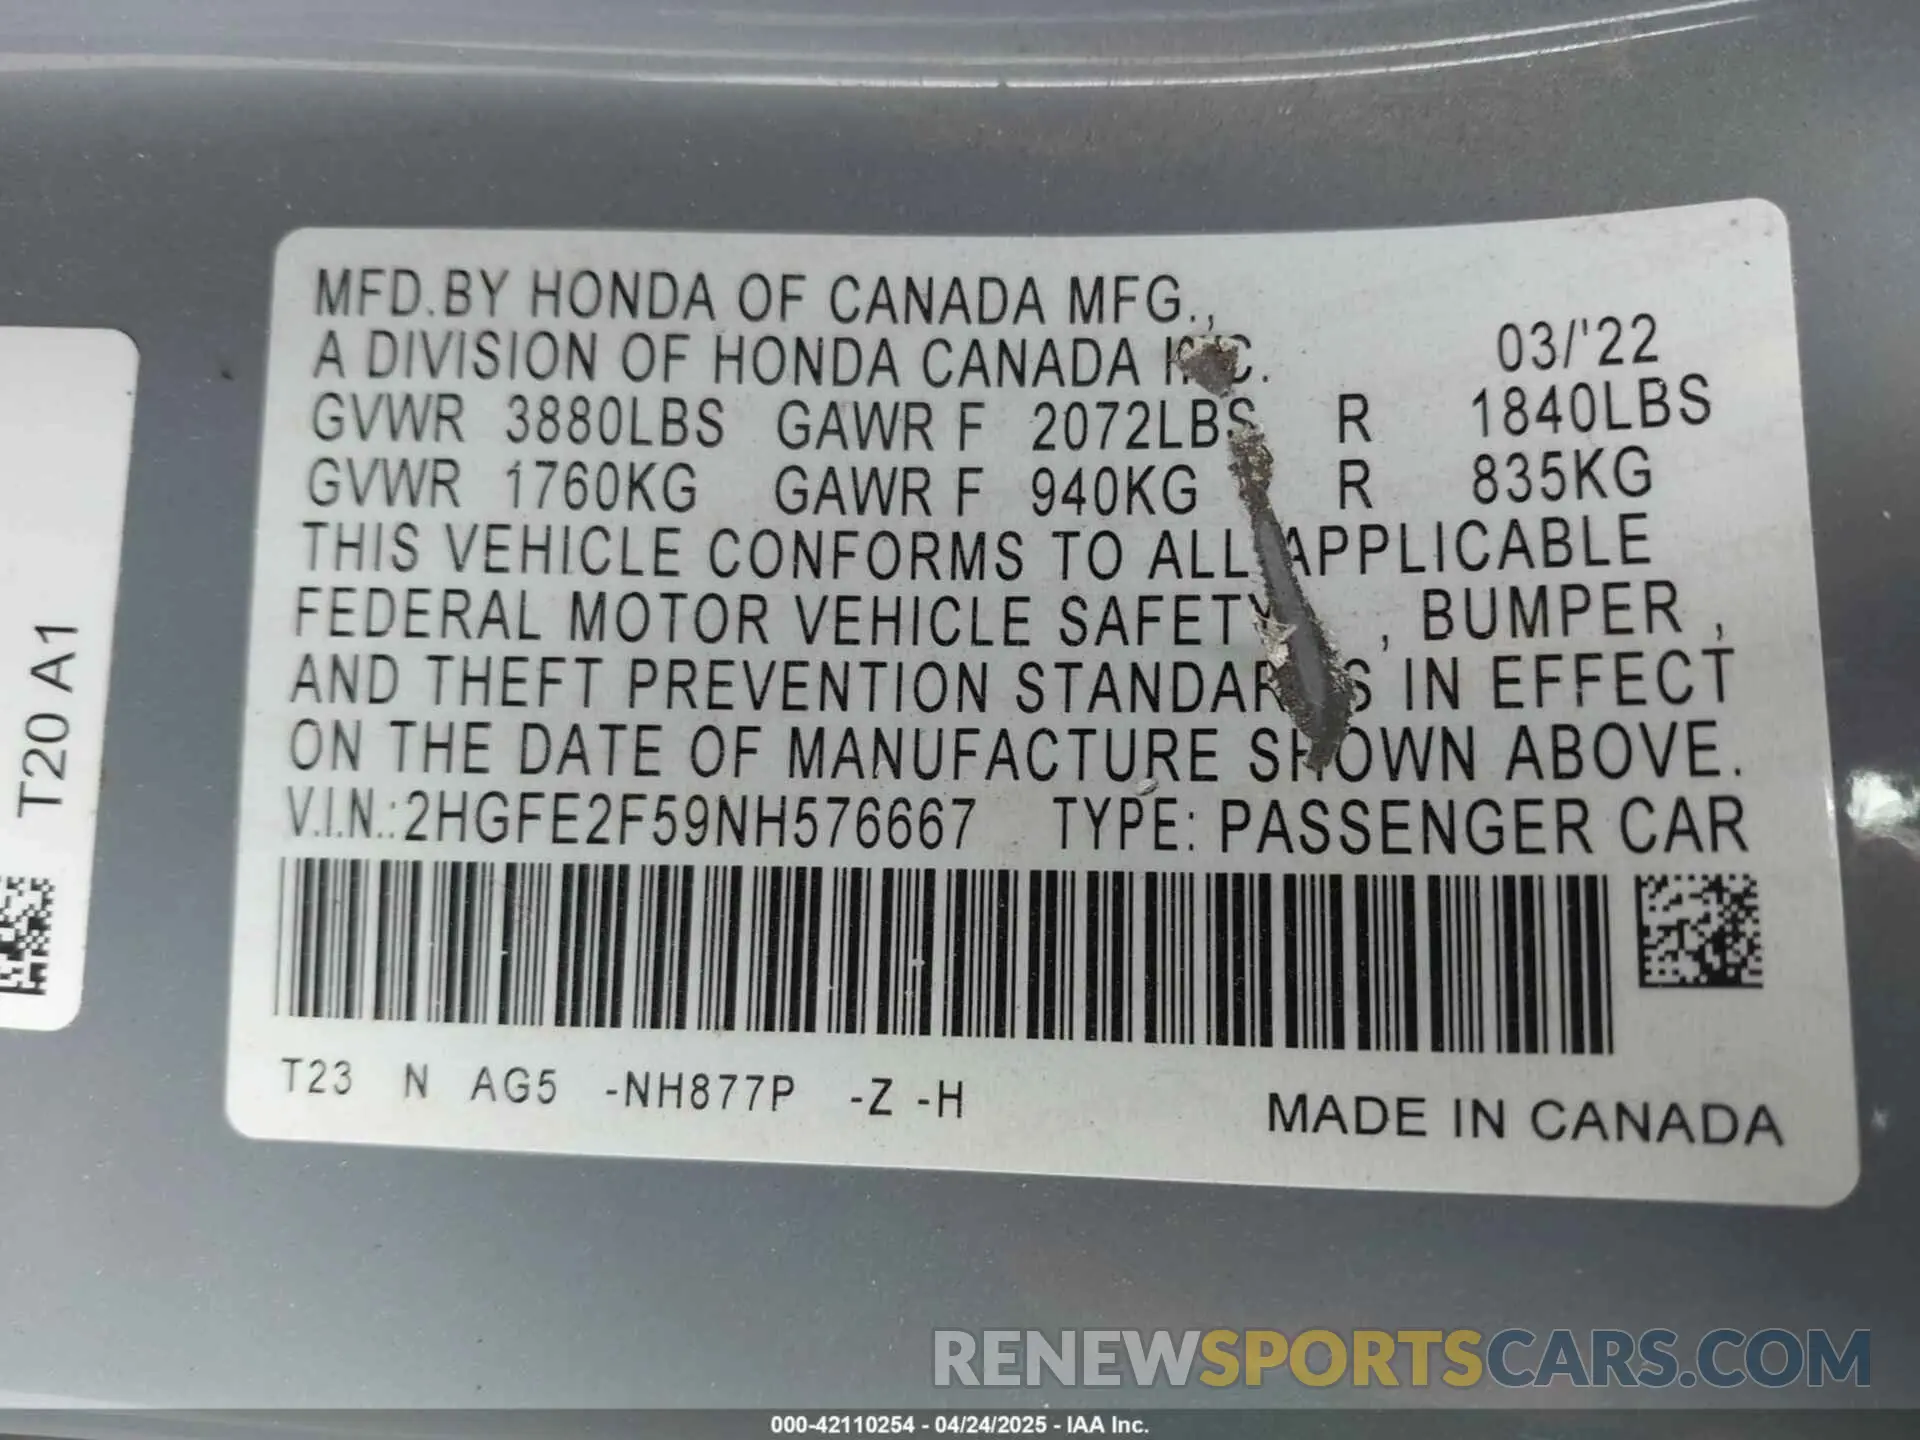 MFD.BY HONDA OF CANADA MFG.,
A DIVISION OF HONDA CANADA INC. 03/'22
GVWR 3880LBS GAWR F 2072LBS R 1840LBS
GVWR 1760KG GAWR F 940KG R 835KG
THIS VEHICLE CONFORMS TO ALL APPLICABLE
FEDERAL MOTOR VEHICLE SAFETY , BUMPER ,
AND THEFT PREVENTION STANDARDS IN EFFECT
ON THE DATE OF MANUFACTURE SHOWN ABOVE.
V.I.N.:2HGFE2F59NH576667 TYPE: PASSENGER CAR
T23 N AG5 -NH877P -Z -H
MADE IN CANADA
T20 A1
RENEWSPORTSCARS.COM
000-42110254 - 04/24/2025 - IAA Inc.